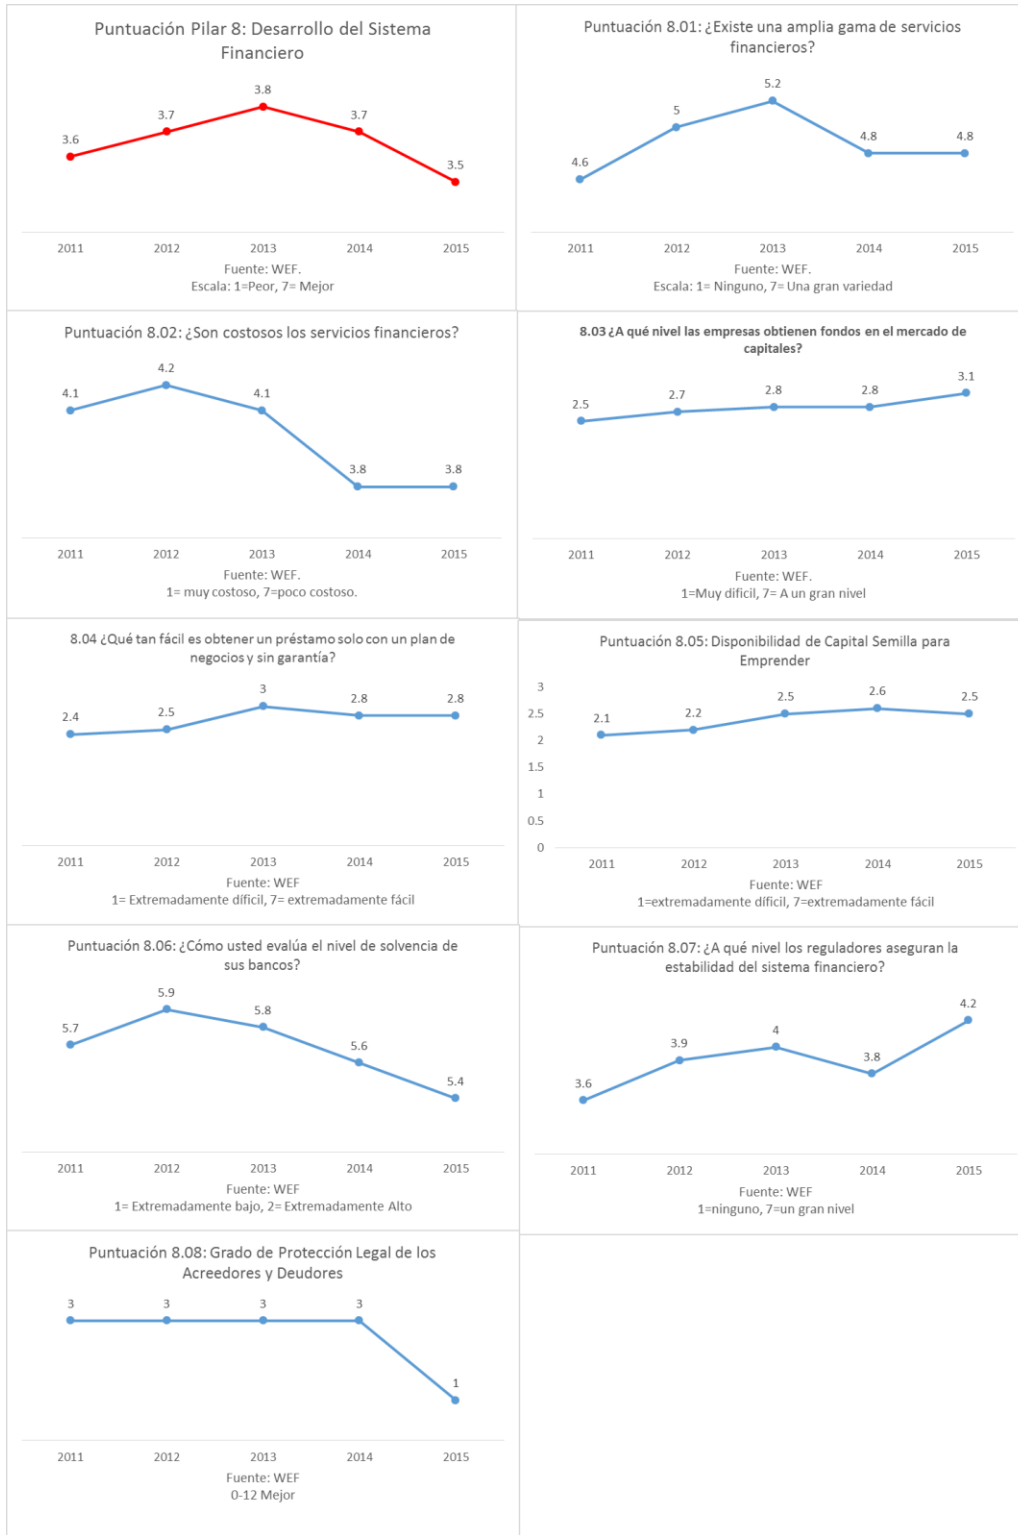 Puntuación Pilar 8: Desarrollo del Sistema
Financiero
3.6
3.7
3.8
3.7
3.5
2011 2012 2013 2014 2015
Fuente: WEF.
Escala: 1=Peor, 7= Mejor
Puntuación 8.01: ¿Existe una amplia gama de servicios
financieros?
4.6
5
5.2
4.8
4.8
2011 2012 2013 2014 2015
Fuente: WEF.
Escala: 1= Ninguno, 7= Una gran variedad
Puntuación 8.02: ¿Son costosos los servicios financieros?
4.1
4.2
4.1
3.8
3.8
2011 2012 2013 2014 2015
Fuente: WEF.
1= muy costoso, 7=poco costoso.
8.03 ¿A qué nivel las empresas obtienen fondos en el mercado de
capitales?
2.5
2.7
2.8
2.8
3.1
2011 2012 2013 2014 2015
Fuente: WEF.
1=Muy dificil, 7= A un gran nivel
8.04 ¿Qué tan fácil es obtener un préstamo solo con un plan de
negocios y sin garantía?
2.4
2.5
3
2.8
2.8
2011 2012 2013 2014 2015
Fuente: WEF
1= Extremadamente díficil, 7= extremadamente fácil
Puntuación 8.05: Disponibilidad de Capital Semilla para
Emprender
3
2.5
2
1.5
1
0.5
0
2.1
2.2
2.5
2.6
2.5
2011 2012 2013 2014 2015
Fuente: WEF
1=extremadamente díficil, 7=extremadamente fácil
Puntuación 8.06: ¿Cómo usted evalúa el nivel de solvencia de
sus bancos?
5.7
5.9
5.8
5.6
5.4
2011 2012 2013 2014 2015
Fuente: WEF
1= Extremadamente bajo, 2= Extremadamente Alto
Puntuación 8.07: ¿A qué nivel los reguladores aseguran la
estabilidad del sistema financiero?
3.6
3.9
4
3.8
4.2
2011 2012 2013 2014 2015
Fuente: WEF
1=ninguno, 7=un gran nivel
Puntuación 8.08: Grado de Protección Legal de los
Acreedores y Deudores
3
3
3
3
1
2011 2012 2013 2014 2015
Fuente: WEF
0-12 Mejor